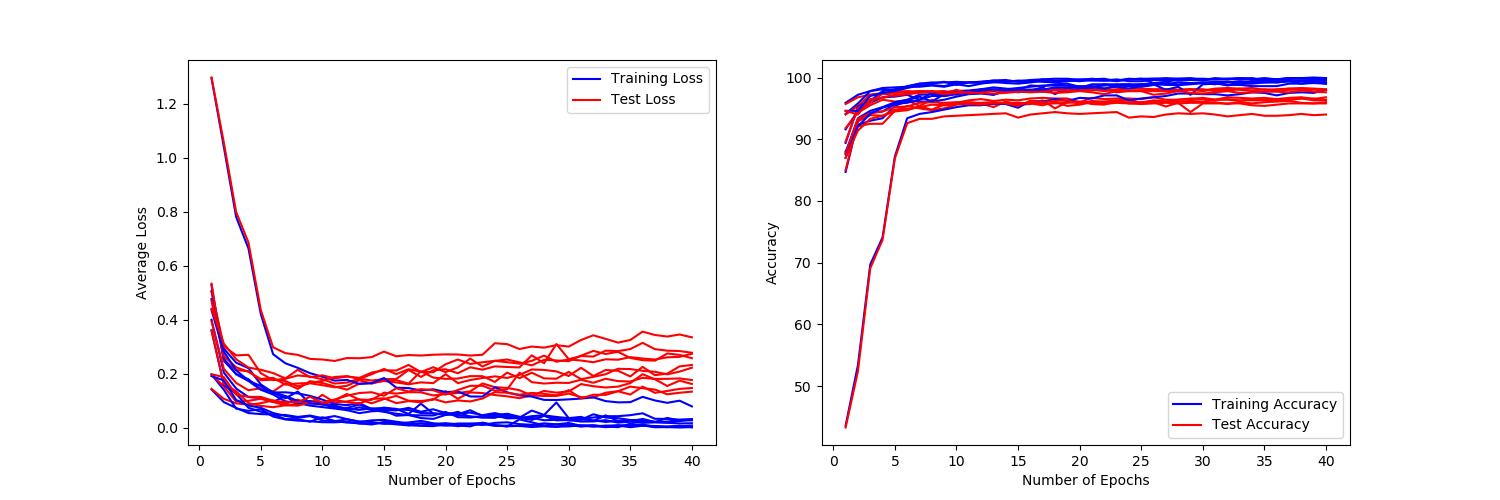 Average Loss
1.2
1.0
0.8
0.6
0.4
0.2
0.0
0 5 10 15 20 25 30 35 40
Number of Epochs
Training Loss
Test Loss
Accuracy
100
90
80
70
60
50
0 5 10 15 20 25 30 35 40
Number of Epochs
Training Accuracy
Test Accuracy